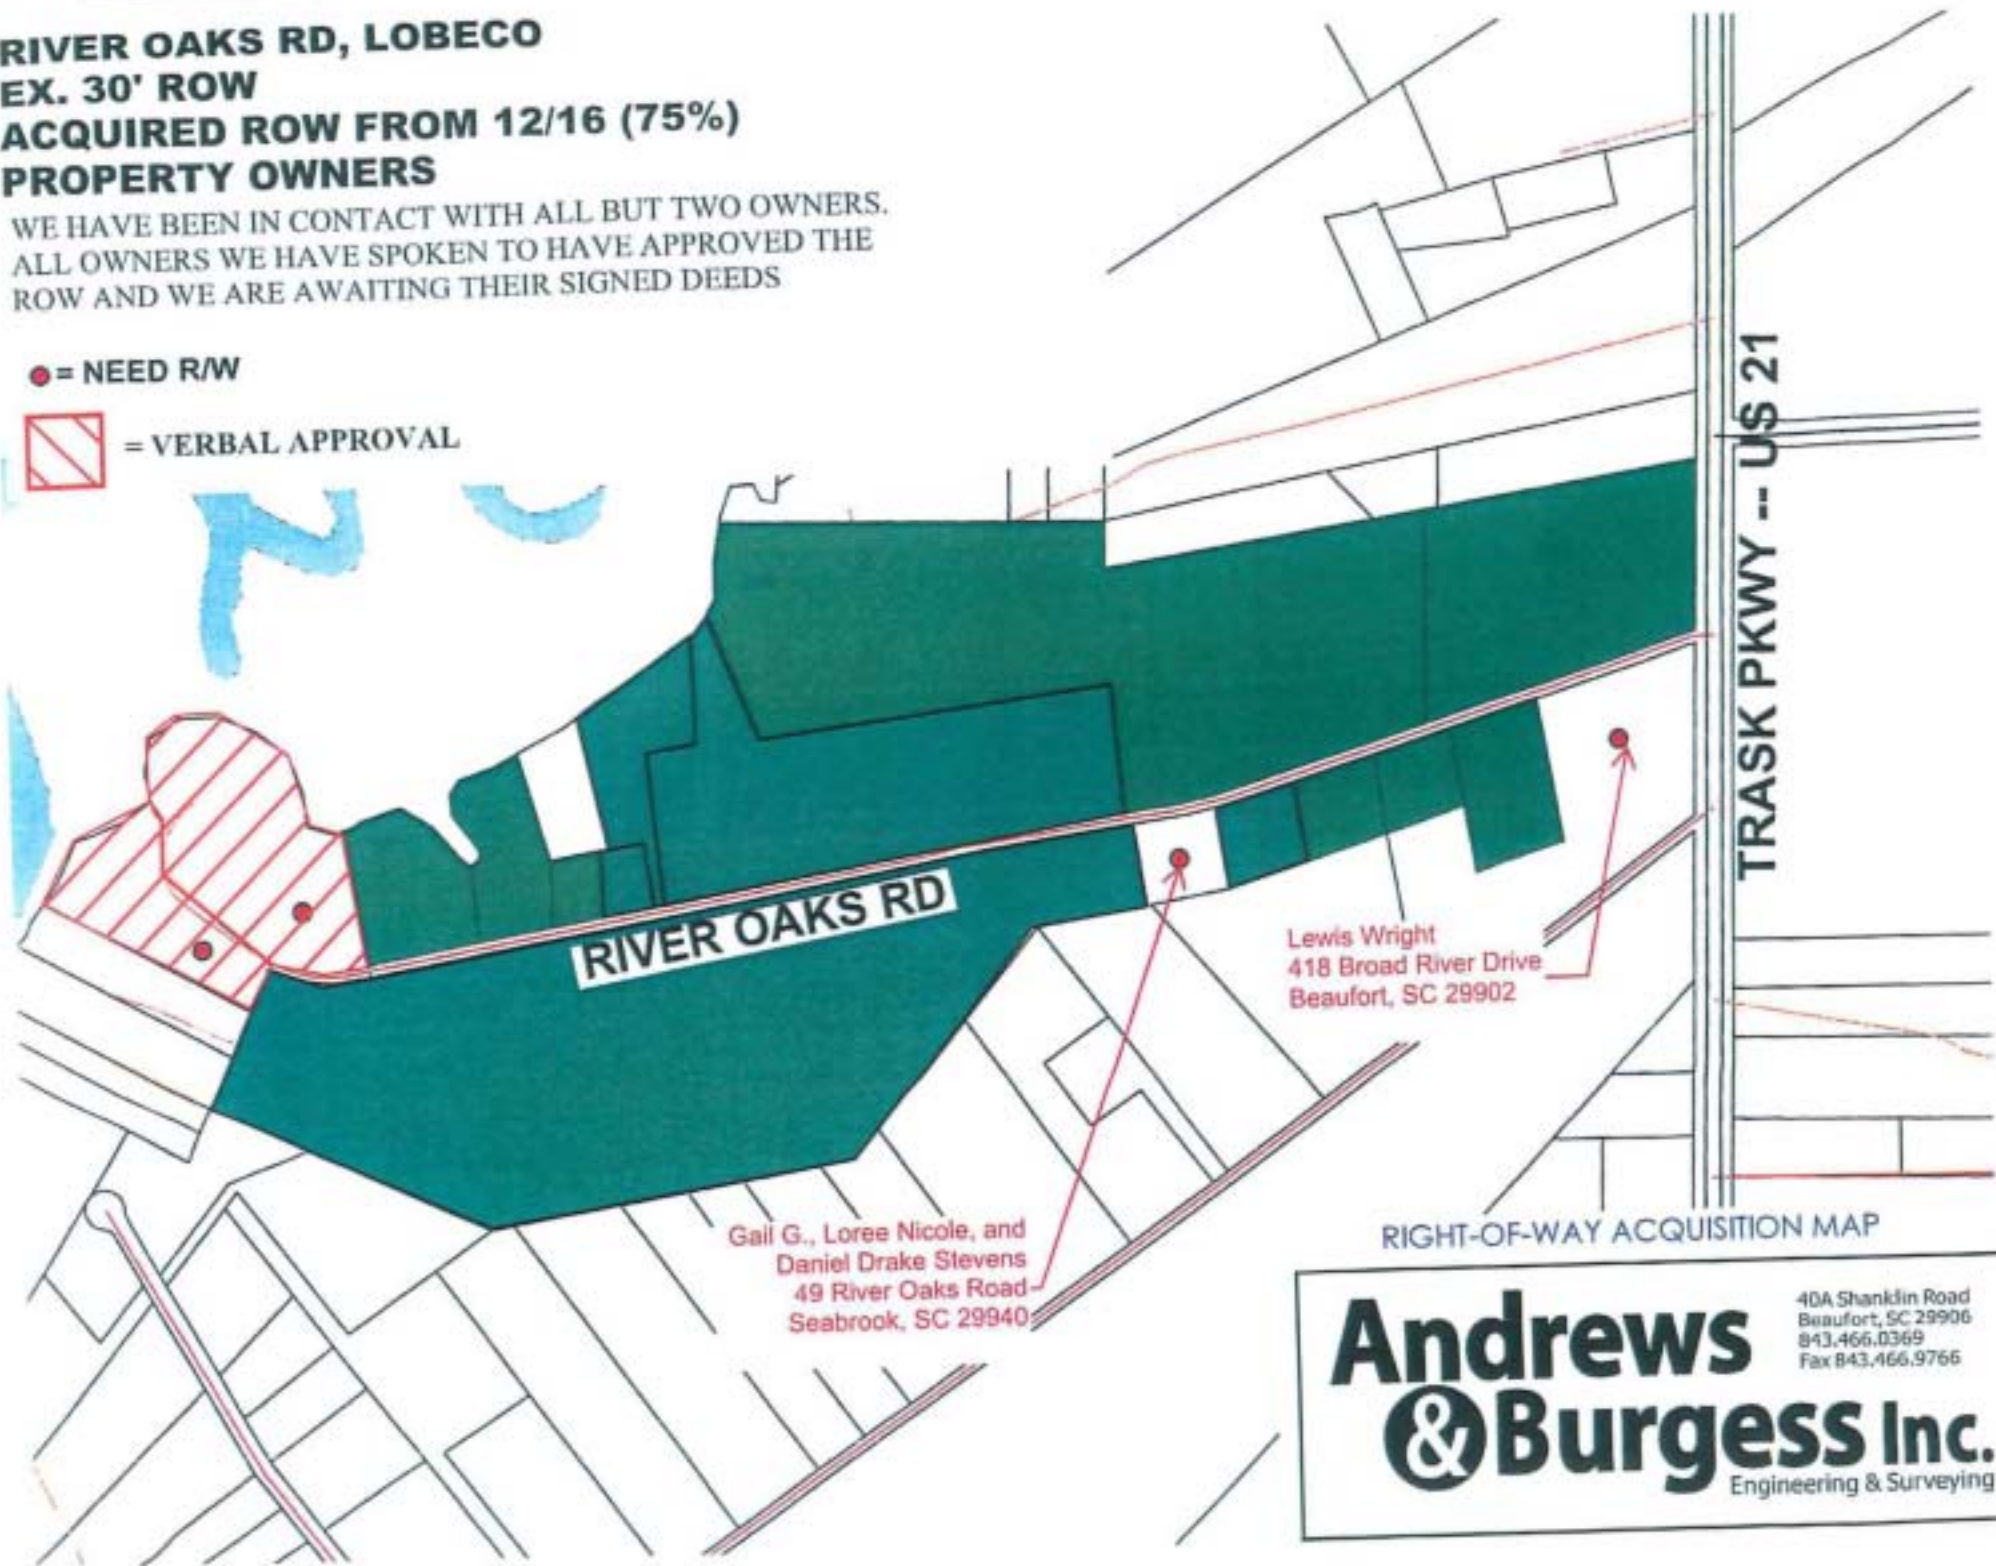 RIVER OAKS RD, LOBECO
EX. 30' ROW
ACQUIRED ROW FROM 12/16 (75%)
PROPERTY OWNERS
WE HAVE BEEN IN CONTACT WITH ALL BUT TWO OWNERS.
ALL OWNERS WE HAVE SPOKEN TO HAVE APPROVED THE
ROW AND WE ARE AWAITING THEIR SIGNED DEEDS
= NEED R/W
= VERBAL APPROVAL
TRASK PKWY -- US 21
RIVER OAKS RD
Lewis Wright
418 Broad River Drive
Beaufort, SC 29902
Gail G., Loree Nicole, and
Daniel Drake Stevens
49 River Oaks Road
Seabrook, SC 29940
RIGHT-OF-WAY ACQUISITION MAP
Andrews
& Burgess Inc.
Engineering & Surveying
40A Shanklin Road
Beaufort, SC 29906
843.466.0369
Fax 843.466.9766